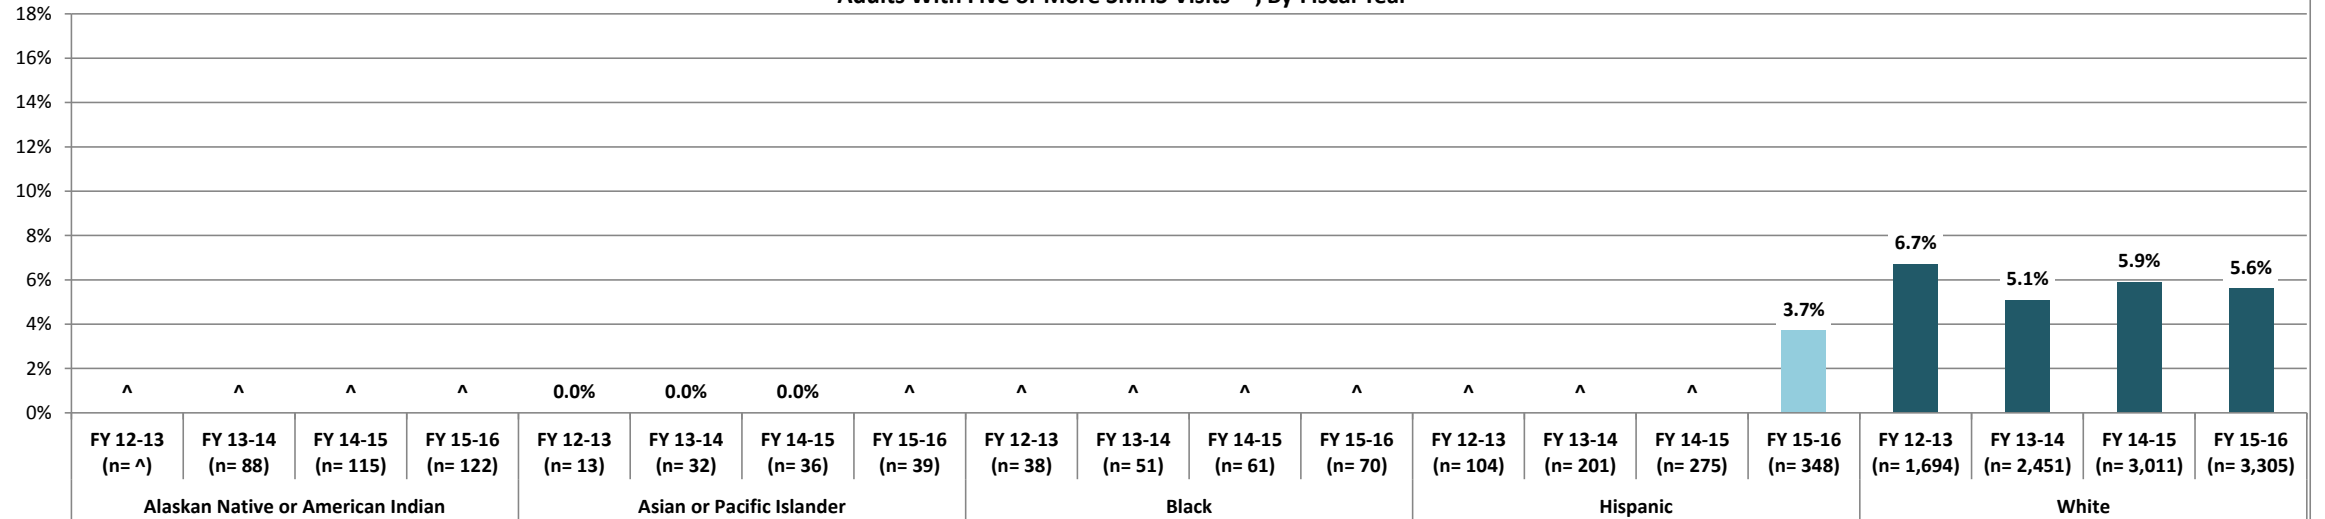 Adults With Five or More SMHS Visits**, By Fiscal Year
18%
16%
14%
12%
10%
8%
6%
4%
2%
0%
^ ^ ^ ^ 0.0% 0.0% 0.0% ^ ^ ^ ^ ^ ^ ^ ^ 3.7% 6.7% 5.1% 5.9% 5.6%
FY 12-13 FY 13-14 FY 14-15 FY 15-16 FY 12-13 FY 13-14 FY 14-15 FY 15-16 FY 12-13 FY 13-14 FY 14-15 FY 15-16 FY 12-13 FY 13-14 FY 14-15 FY 15-16 FY 12-13 FY 13-14 FY 14-15 FY 15-16
(n= ^) (n= 88) (n= 115) (n= 122) (n= 13) (n= 32) (n= 36) (n= 39) (n= 38) (n= 51) (n= 61) (n= 70) (n= 104) (n= 201) (n= 275) (n= 348) (n= 1,694) (n= 2,451) (n= 3,011) (n= 3,305)
Alaskan Native or American Indian Asian or Pacific Islander Black Hispanic White